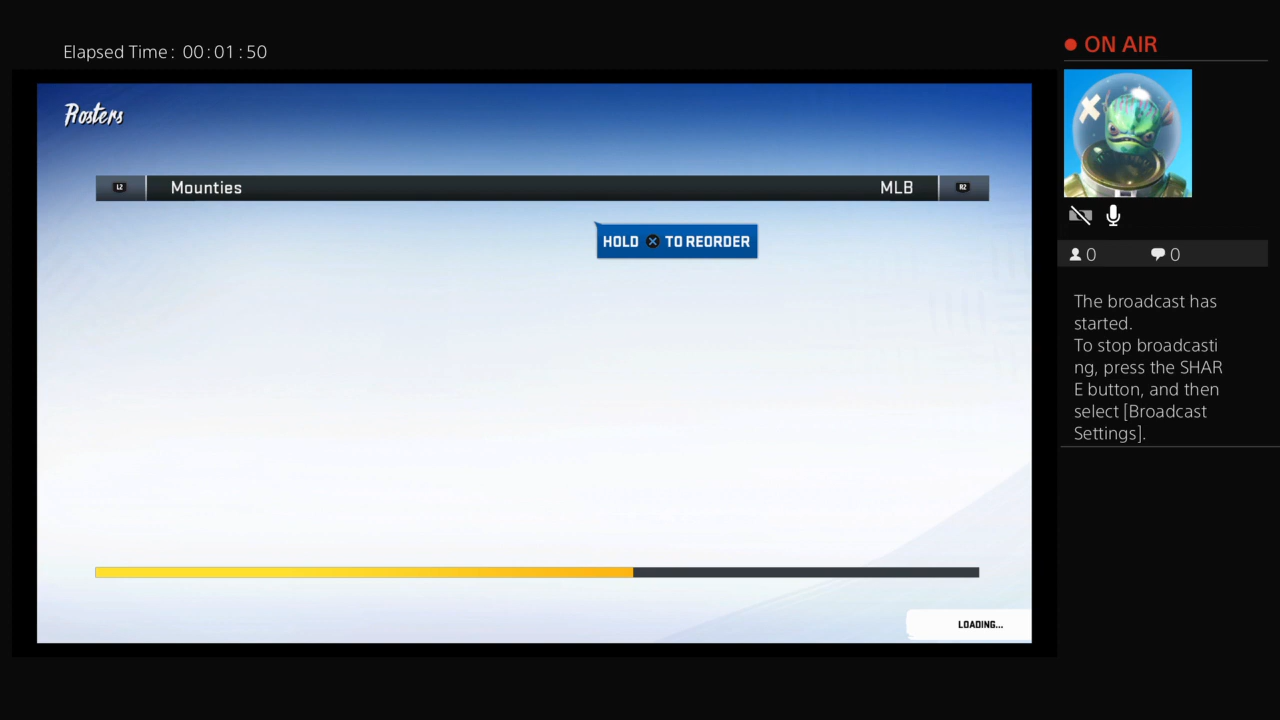 Elapsed Time: 00:01:50
ON AIR
Rosters
L2 Mounties MLB R2
HOLD TO REORDER
0 0
The broadcast has
started.
To stop broadcasti
ng, press the SHAR
E button, and then
select [Broadcast
Settings].
LOADING...